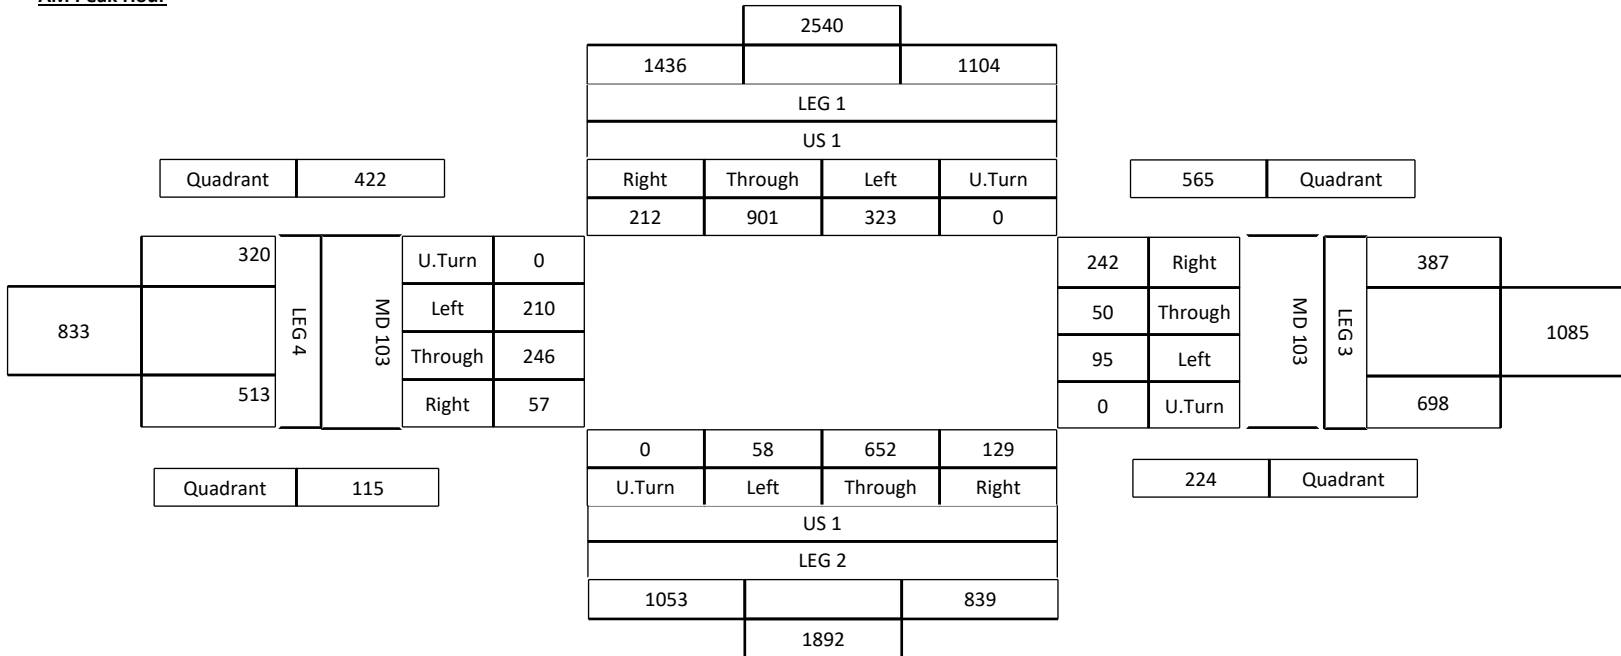 AM Peak Hour
2540
1436 1104
LEG 1
US 1
Quadrant 422
Right Through Left U.Turn
565 Quadrant
212 901 323 0
320
U.Turn 0
242 Right
387
833
LEG 4
MD 103
Left 210
50 Through
MD 103
LEG 3
1085
Through 246
95 Left
513
Right 57
0 U.Turn
698
0 58 652 129
Quadrant 115
U.Turn Left Through Right
224 Quadrant
US 1
LEG 2
1053 839
1892